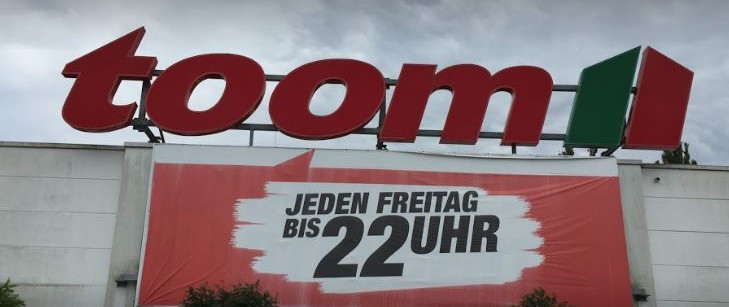 toom
JEDEN FREITAG
BIS 22 UHR